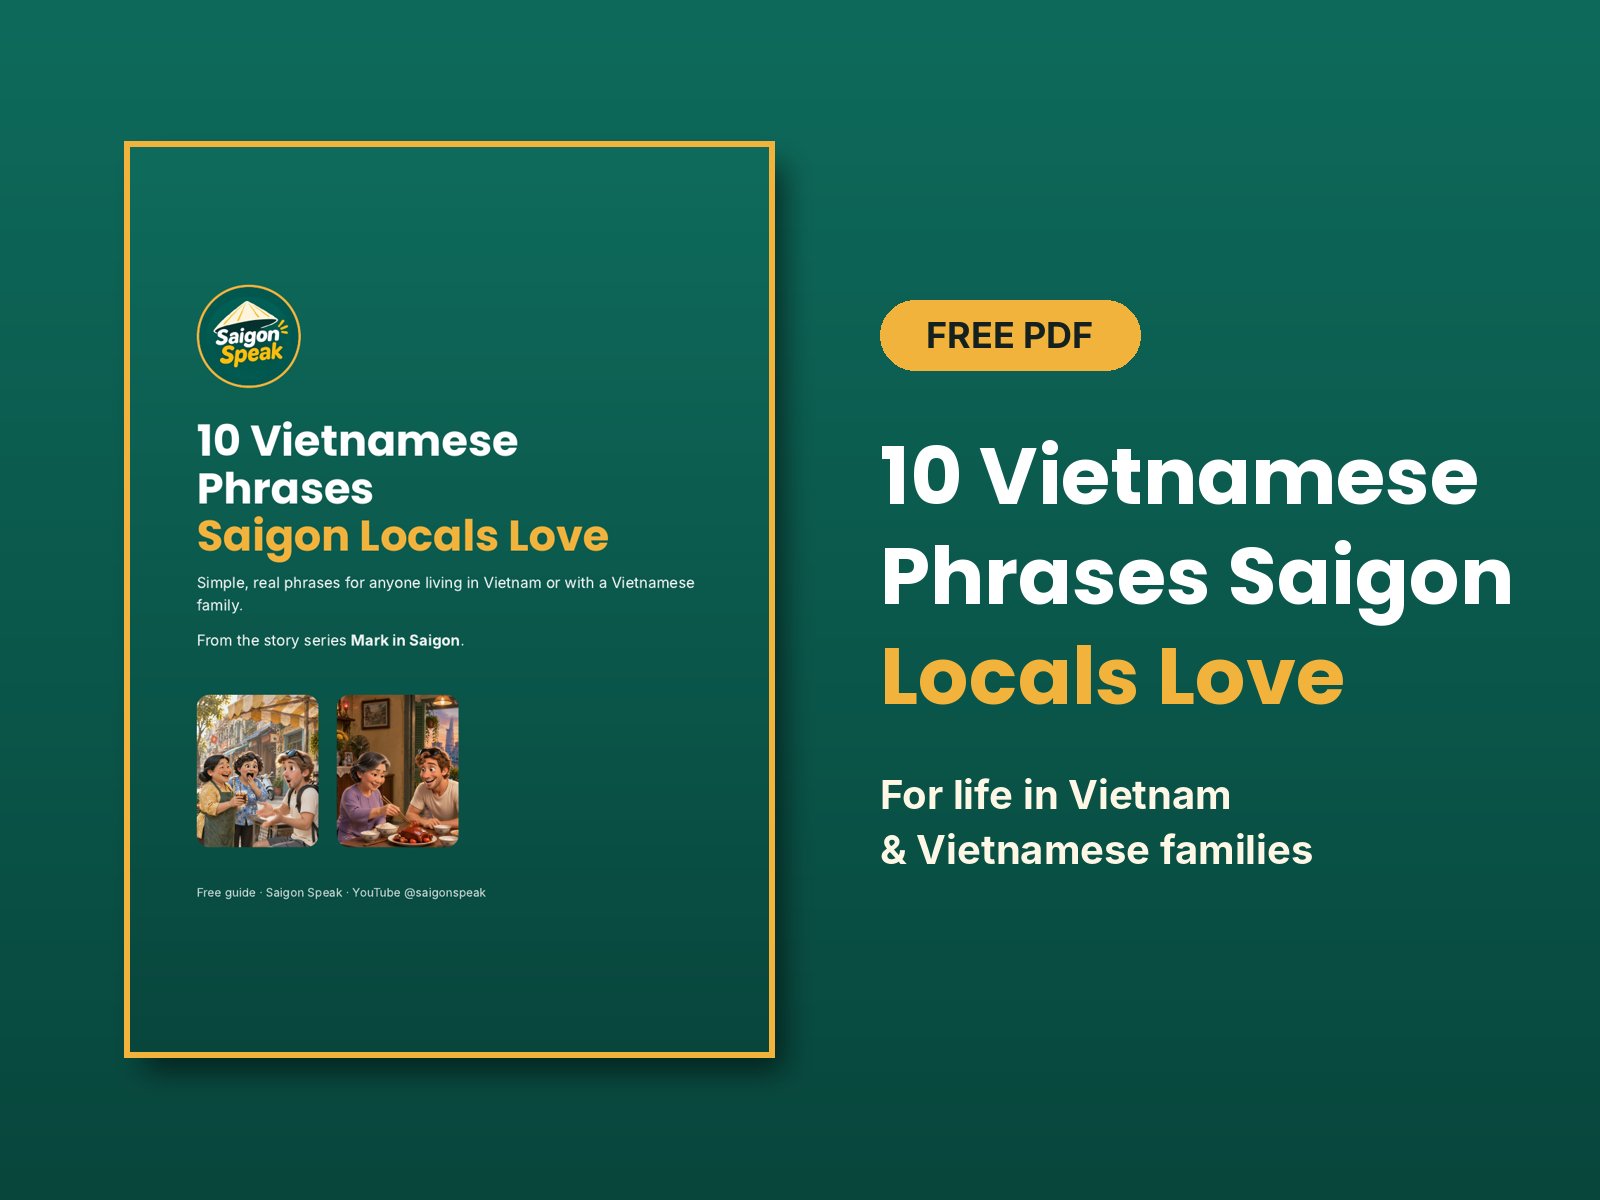 Saigon
Speak
10 Vietnamese
Phrases
Saigon Locals Love
Simple, real phrases for anyone living in Vietnam or with a Vietnamese
family.
From the story series Mark in Saigon.
Free guide · Saigon Speak · YouTube @saigonspeak
FREE PDF
10 Vietnamese
Phrases Saigon
Locals Love
For life in Vietnam
& Vietnamese families